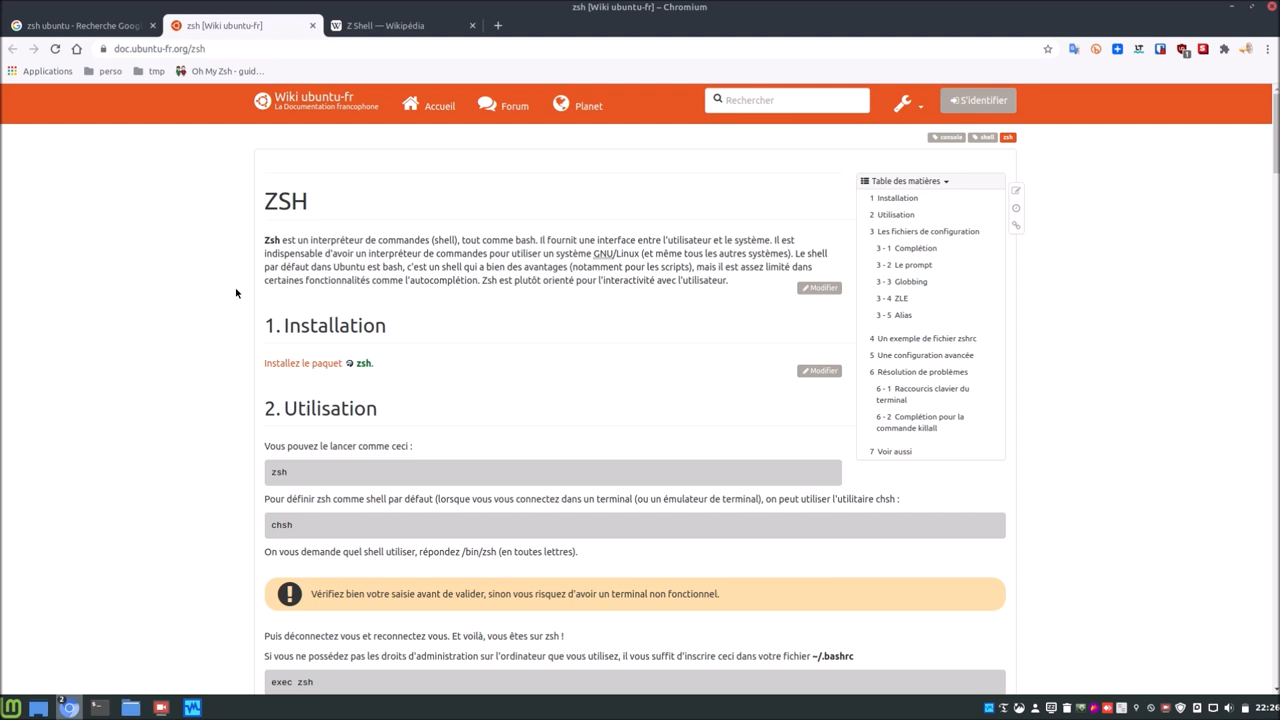 zsh [Wiki ubuntu-fr] – Chromium
zsh ubuntu - Recherche Goog
zsh [Wiki ubuntu-fr]
Z Shell — Wikipédia
doc.ubuntu-fr.org/zsh
Applications
perso
tmp
Oh My Zsh - guid…
Wiki ubuntu-fr
La Documentation francophone
Accueil
Forum
Planet
Rechercher
S'identifier
console
shell
zsh
ZSH
Zsh est un interpréteur de commandes (shell), tout comme bash. Il fournit une interface entre l'utilisateur et le système. Il est
indispensable d'avoir un interpréteur de commandes pour utiliser un système GNU/Linux (et même tous les autres systèmes). Le shell
par défaut dans Ubuntu est bash, c'est un shell qui a bien des avantages (notamment pour les scripts), mais il est assez limité dans
certaines fonctionnalités comme l'autocomplétion. Zsh est plutôt orienté pour l'interactivité avec l'utilisateur.
Modifier
1. Installation
Installez le paquet zsh.
Modifier
2. Utilisation
Vous pouvez le lancer comme ceci :
zsh
Pour définir zsh comme shell par défaut (lorsque vous vous connectez dans un terminal (ou un émulateur de terminal), on peut utiliser l'utilitaire chsh :
chsh
On vous demande quel shell utiliser, répondez /bin/zsh (en toutes lettres).
Vérifiez bien votre saisie avant de valider, sinon vous risquez d'avoir un terminal non fonctionnel.
Puis déconnectez vous et reconnectez vous. Et voilà, vous êtes sur zsh !
Si vous ne possédez pas les droits d'administration sur l'ordinateur que vous utilisez, il vous suffit d'inscrire ceci dans votre fichier ~/.bashrc
exec zsh
Table des matières
1 Installation
2 Utilisation
3 Les fichiers de configuration
3 - 1 Complétion
3 - 2 Le prompt
3 - 3 Globbing
3 - 4 ZLE
3 - 5 Alias
4 Un exemple de fichier zshrc
5 Une configuration avancée
6 Résolution de problèmes
6 - 1 Raccourcis clavier du
terminal
6 - 2 Complétion pour la
commande killall
7 Voir aussi
2
22:26